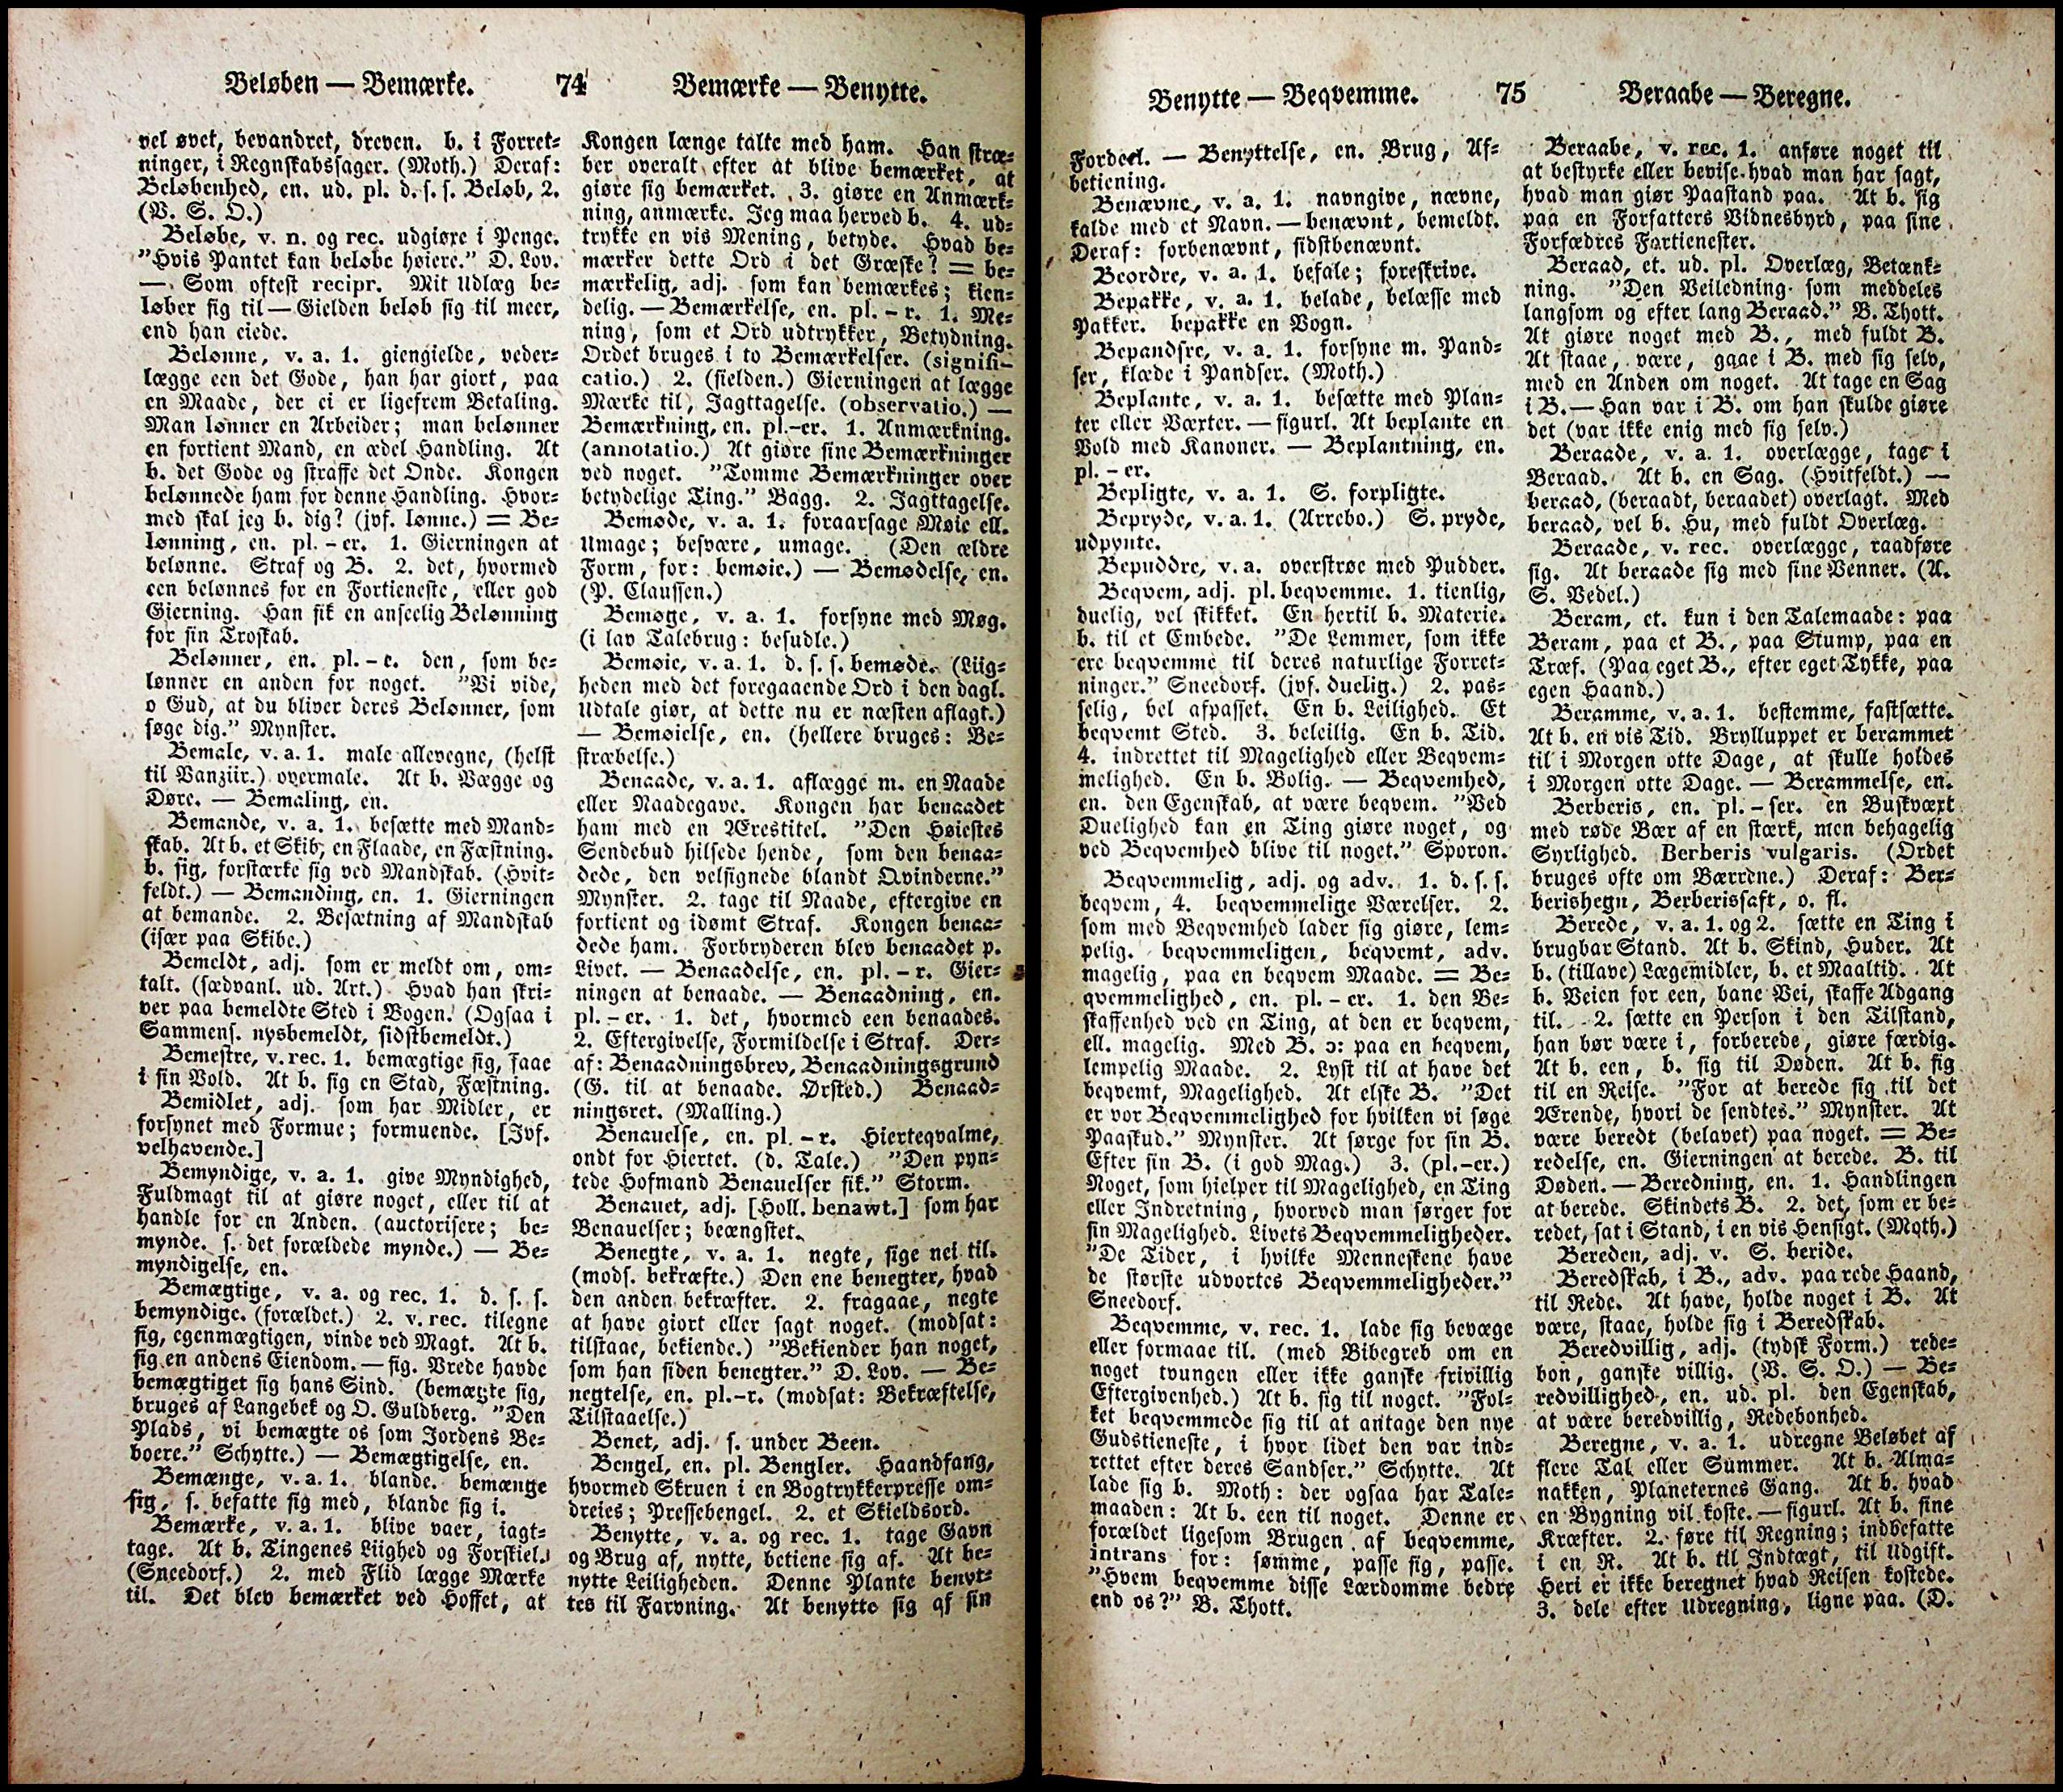 Beløben — Bemærke. 74 Bemærke — Benytte.
vel øvet, bevandret, dreven. b. i Forret-
ninger, i Regnskabssager. (Moth.) Deraf:
Beløbenhed, en. ud. pl. d. s. s. Beløb, 2.
(V. S. O.)
Beløbe, v. n. og rec. udgiøre i Penge.
"Hvis Pantet kan beløbe høiere." D. Lov.
— Som oftest recipr. Mit Udlæg be-
løber sig til — Gielden beløb sig til meer,
end han eiede.
Belønne, v. a. 1. giengielde, veder-
lægge een det Gode, han har giort, paa
en Maade, der ei er ligefrem Betaling.
Man lønner en Arbeider; man belønner
en fortient Mand, en ædel Handling. At
b. det Gode og straffe det Onde. Kongen
belønnede ham for denne Handling. Hvor-
med skal jeg b. dig? (jvf. lønne.) = Be-
lønning, en. pl. - er. 1. Gierningen at
belønne. Straf og B. 2. det, hvormed
een belønnes for en Fortieneste, eller god
Gierning. Han fik en anseelig Belønning
for sin Troskab.
Belønner, en. pl. - e. den, som be-
lønner en anden for noget. "Vi vide,
o Gud, at du bliver deres Belønner, som
søge dig." Mynster.
Bemale, v. a. 1. male allevegne, (helst
til Vanziir.) overmale. At b. Vægge og
Døre. — Bemaling, en.
Bemande, v. a. 1. besætte med Mand-
skab. At b. et Skib, en Flaade, en Fæstning.
b. sig, forstærke sig ved Mandskab. (Hvit-
feldt.) — Bemanding, en. 1. Gierningen
at bemande. 2. Besætning af Mandskab
(især paa Skibe.)
Bemeldt, adj. som er meldt om, om-
talt. (sædvanl. ud. Art.) Hvad han skri-
ver paa bemeldte Sted i Bogen. (Ogsaa i
Sammens. nysbemeldt, sidstbemeldt.)
Bemestre, v. rec. 1. bemægtige sig, faae
i sin Vold. At b. sig en Stad, Fæstning.
Bemidlet, adj. som har Midler, er
forsynet med Formue; formuende. [Jvf.
velhavende.]
Bemyndige, v. a. 1. give Myndighed,
Fuldmagt til at giøre noget, eller til at
handle for en Anden. (auctorisere; be-
mynde. s. det forældede mynde.) — Be-
myndigelse, en.
Bemægtige, v. a. og rec. 1. d. s. s.
bemyndige. (forældet.) 2. v. rec. tilegne
sig, egenmægtigen, vinde ved Magt. At b.
sig en andens Eiendom. — fig. Vrede havde
bemægtiget sig hans Sind. (bemægte sig,
bruges af Langebek og O. Guldberg. "Den
Plads, vi bemægte os som Jordens Be-
boere." Schytte.) — Bemægtigelse, en.
Bemænge, v. a. 1. blande. bemænge
sig, s. befatte sig med, blande sig i.
Bemærke, v. a. 1. blive vaer, iagt-
tage. At b. Tingenes Liighed og Forskiel.
(Sneedorf.) 2. med Flid lægge Mærke
til. Det blev bemærket ved Hoffet, at
Kongen længe talte med ham. Han stræ-
ber overalt efter at blive bemærket, at
giøre sig bemærket. 3. giøre en Anmærk-
ning, anmærke. Jeg maa herved b. 4. ud-
trykke en vis Mening, betyde. Hvad be-
mærker dette Ord i det Græske? = be-
mærkelig, adj. som kan bemærkes; kien-
delig. — Bemærkelse, en. pl. - r. 1. Me-
ning, som et Ord udtrykker, Betydning.
Ordet bruges i to Bemærkelser. (signifi-
catio.) 2. (sielden.) Gierningen at lægge
Mærke til, Jagttagelse. (observatio.) —
Bemærkning, en. pl.-er. 1. Anmærkning.
(annotatio.) At giøre sine Bemærkninger
ved noget. "Tomme Bemærkninger over
betydelige Ting." Bagg. 2. Jagttagelse.
Bemøde, v. a. 1. foraarsage Møie ell.
Umage; besvære, umage. (Den ældre
Form, for: bemøie.) — Bemødelse, en.
(P. Claussen.)
Bemøge, v. a. 1. forsyne med Møg.
(i lav Talebrug: besudle.)
Bemøie, v. a. 1. d. s. s. bemøde. (Liig-
heden med det foregaaende Ord i den dagl.
Udtale giør, at dette nu er næsten aflagt.)
— Bemøielse, en. (hellere bruges: Be-
stræbelse.)
Benaade, v. a. 1. aflægge m. en Naade
eller Naadegave. Kongen har benaadet
ham med en Ærestitel. "Den Høiestes
Sendebud hilsede hende, som den benaa-
dede, den velsignede blandt Qvinderne."
Mynster. 2. tage til Naade, eftergive en
fortient og idømt Straf. Kongen benaa-
dede ham. Forbryderen blev benaadet p.
Livet. — Benaadelse, en. pl. - r. Gier-
ningen at benaade. — Benaadning, en.
pl. - er. 1. det, hvormed een benaades.
2. Eftergivelse, Formildelse i Straf. Der-
af: Benaadningsbrev, Benaadningsgrund
(G. til at benaade. Ørsted.) Benaad-
ningsret. (Malling.)
Benauelse, en. pl. - r. Hierteqvalme,
ondt for Hiertet. (d. Tale.) "Den pyn-
tede Hofmand Benauelser fik." Storm.
Benauet, adj. [Holl. benawt.] som har
Benauelser; beængstet.
Benegte, v. a. 1. negte, sige nei til.
(mods. bekræfte.) Den ene benegter, hvad
den anden bekræfter. 2. fragaae, negte
at have giort eller sagt noget. (modsat:
tilstaae, bekiende.) "Bekiender han noget,
som han siden benegter." D. Lov. — Be-
negtelse, en. pl.-r. (modsat: Bekræftelse,
Tilstaaelse.)
Benet, adj. s. under Been.
Bengel, en. pl. Bengler. Haandfang,
hvormed Skruen i en Bogtrykkerpresse om-
dreies; Pressebengel. 2. et Skieldsord.
Benytte, v. a. og rec. 1. tage Gavn
og Brug af, nytte, betiene sig af. At be-
nytte Leiligheden. Denne Plante benyt-
tes til Farvning. At benytte sig af sin
Benytte — Beqvemme. 75 Beraabe — Beregne.
Fordeel. — Benyttelse, en. Brug, Af-
betiening.
Benævne, v. a. 1. navngive, nævne,
kalde med et Navn. — benævnt, bemeldt.
Deraf: forbenævnt, sidstbenævnt.
Beordre, v. a. 1. befale; foreskrive.
Bepakke, v. a. 1. belade, belæsse med
Pakker. bepakke en Vogn.
Bepandsre, v. a. 1. forsyne m. Pand-
ser, klæde i Pandser. (Moth.)
Beplante, v. a. 1. besætte med Plan-
ter eller Væxter. — figurl. At beplante en
Vold med Kanoner. — Beplantning, en.
pl. - er.
Bepligte, v. a. 1. S. forpligte.
Bepryde, v. a. 1. (Arrebo.) S. pryde,
udpynte.
Bepuddre, v. a. overstrøe med Pudder.
Beqvem, adj. pl. beqvemme. 1. tienlig,
duelig, vel skikket. En hertil b. Materie.
b. til et Embede. "De Lemmer, som ikke
ere beqvemme til deres naturlige Forret-
ninger." Sneedorf. (jvf. duelig.) 2. pas-
selig, vel afpasset. En b. Leilighed. Et
beqvemt Sted. 3. beleilig. En b. Tid.
4. indrettet til Magelighed eller Beqvem-
melighed. En b. Bolig. — Beqvemhed,
en. den Egenskab, at være beqvem. "Ved
Duelighed kan en Ting giøre noget, og
ved Beqvemhed blive til noget." Sporon.
Beqvemmelig, adj. og adv. 1. d. s. s.
beqvem, 4. beqvemmelige Værelser. 2.
som med Beqvemhed lader sig giøre, lem-
pelig. beqvemmeligen, beqvemt, adv.
magelig, paa en beqvem Maade. = Be-
qvemmelighed, en. pl. - er. 1. den Be-
skaffenhed ved en Ting, at den er beqvem,
ell. magelig. Med B. ɔ: paa en beqvem,
lempelig Maade. 2. Lyst til at have det
beqvemt, Magelighed. At elske B. "Det
er vor Beqvemmelighed for hvilken vi søge
Paaskud." Mynster. At sørge for sin B.
Efter sin B. (i god Mag.) 3. (pl.-er.)
Noget, som hielper til Magelighed, en Ting
eller Indretning, hvorved man sørger for
sin Magelighed. Livets Beqvemmeligheder.
"De Tider, i hvilke Menneskene have
de største udvortes Beqvemmeligheder."
Sneedorf.
Beqvemme, v. rec. 1. lade sig bevæge
eller formaae til. (med Bibegreb om en
noget tvungen eller ikke ganske frivillig
Eftergivenhed.) At b. sig til noget. "Fol-
ket beqvemmede sig til at antage den nye
Gudstieneste, i hvor lidet den var ind-
rettet efter deres Sandser." Schytte. At
lade sig b. Moth: der ogsaa har Tale-
maaden: At b. een til noget. Denne er
forældet ligesom Brugen af beqvemme,
intrans for: sømme, passe sig, passe.
"Hvem beqvemme disse Lærdomme bedre
end os?" B. Thott.
Beraabe, v. rec. 1. anføre noget til
at bestyrke eller bevise hvad man har sagt,
hvad man giør Paastand paa. At b. sig
paa en Forfatters Vidnesbyrd, paa sine
Forfædres Fortienester.
Beraad, et. ud. pl. Overlæg, Betænk-
ning. "Den Veiledning som meddeles
langsom og efter lang Beraad." B. Thott.
At giøre noget med B., med fuldt B.
At staae, være, gaae i B. med sig selv,
med en Anden om noget. At tage en Sag
i B. — Han var i B. om han skulde giøre
det (var ikke enig med sig selv.)
Beraade, v. a. 1. overlægge, tage i
Beraad. At b. en Sag. (Hvitfeldt.) —
beraad, (beraadt, beraadet) overlagt. Med
beraad, vel b. Hu, med fuldt Overlæg.
Beraade, v. rec. overlægge, raadføre
sig. At beraade sig med sine Venner. (A.
S. Vedel.)
Beram, et. kun i den Talemaade: paa
Beram, paa et B., paa Stump, paa en
Træf. (Paa eget B., efter eget Tykke, paa
egen Haand.)
Beramme, v. a. 1. bestemme, fastsætte.
At b. en vis Tid. Brylluppet er berammet
til i Morgen otte Dage, at skulle holdes
i Morgen otte Dage. — Berammelse, en.
Berberis, en. pl. - ser. en Buskvæxt
med røde Bær af en stærk, men behagelig
Syrlighed. Berberis vulgaris. (Ordet
bruges ofte om Bærrene.) Deraf: Ber-
berishegn, Berberissaft, o. fl.
Berede, v. a. 1. og 2. sætte en Ting i
brugbar Stand. At b. Skind, Huder. At
b. (tillave) Lægemidler, b. et Maaltid. At
b. Veien for een, bane Vei, skaffe Adgang
til. 2. sætte en Person i den Tilstand,
han bør være i, forberede, giøre færdig.
At b. een, b. sig til Døden. At b. sig
til en Reise. "For at berede sig til det
Ærende, hvori de sendtes." Mynster. At
være beredt (belavet) paa noget. = Be-
redelse, en. Gierningen at berede. B. til
Døden. — Beredning, en. 1. Handlingen
at berede. Skindets B. 2. det, som er be-
redet, sat i Stand, i en vis Hensigt. (Moth.)
Bereden, adj. v. S. beride.
Beredskab, i B., adv. paa rede Haand,
til Rede. At have, holde noget i B. At
være, staae, holde sig i Beredskab.
Beredvillig, adj. (tydsk Form.) rede-
bon, ganske villig. (V. S. O.) — Be-
redvillighed, en. ud. pl. den Egenskab,
at være beredvillig, Redebonhed.
Beregne, v. a. 1. udregne Beløbet af
flere Tal eller Summer. At b. Alma-
nakken, Planeternes Gang. At b. hvad
en Bygning vil koste. — figurl. At b. sine
Kræfter. 2. føre til Regning; indbefatte
i en R. At b. til Indtægt, til Udgift.
Heri er ikke beregnet hvad Reisen kostede.
3. dele efter Udregning, ligne paa. (D.